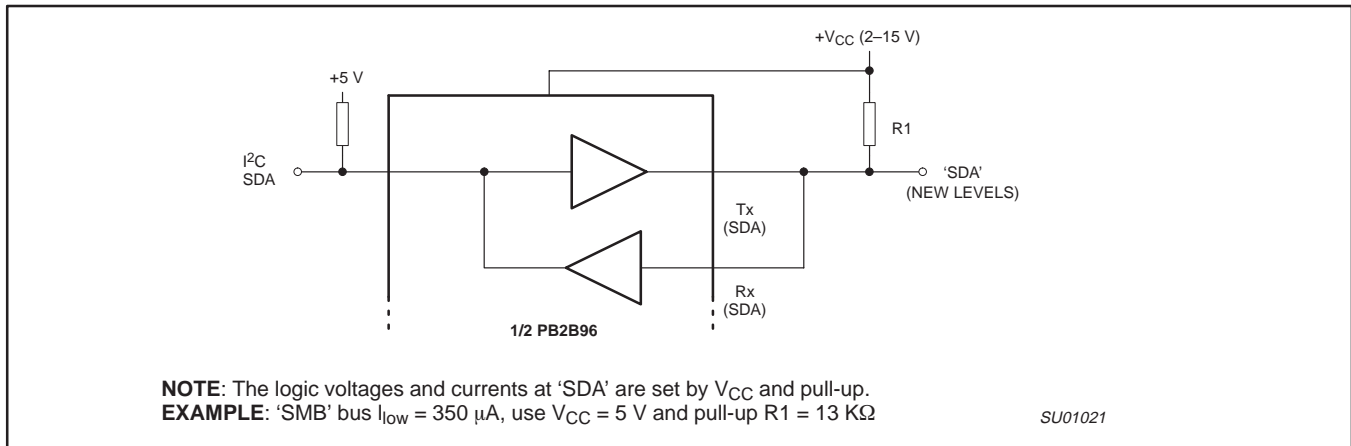 +VCC (2–15 V)
+5 V
R1
I2C
SDA
'SDA'
(NEW LEVELS)
Tx
(SDA)
Rx
(SDA)
1/2 PB2B96
NOTE: The logic voltages and currents at 'SDA' are set by VCC and pull-up.
EXAMPLE: 'SMB' bus Ilow = 350 μA, use VCC = 5 V and pull-up R1 = 13 KΩ
SU01021